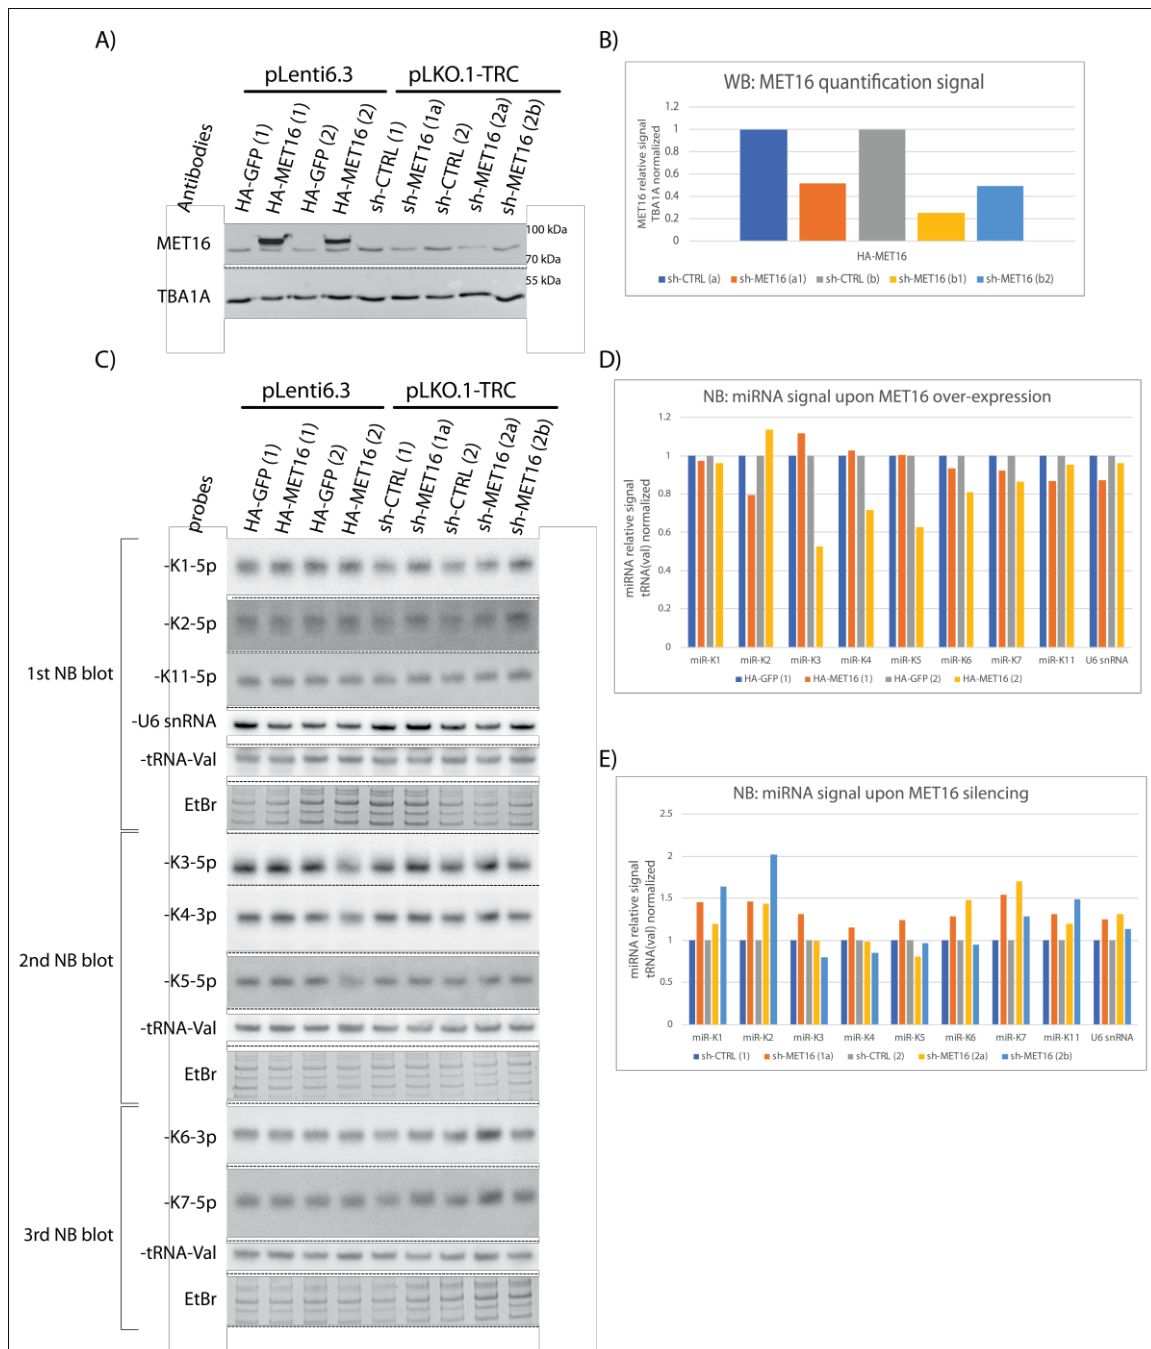 A)
pLenti6.3 pLKO.1-TRC
Antibodies
HA-GFP (1)
HA-MET16 (1)
HA-GFP (2)
HA-MET16 (2)
sh-CTRL (1)
sh-MET16 (1a)
sh-CTRL (2)
sh-MET16 (2a)
sh-MET16 (2b)
MET16
100 kDa
70 kDa
TBA1A
55 kDa
B)
WB: MET16 quantification signal
MET16 relative signal
TBA1A normalized
1.2
1
0.8
0.6
0.4
0.2
0
HA-MET16
sh-CTRL (a) sh-MET16 (a1) sh-CTRL (b) sh-MET16 (b1) sh-MET16 (b2)
C)
pLenti6.3 pLKO.1-TRC
probes
HA-GFP (1)
HA-MET16 (1)
HA-GFP (2)
HA-MET16 (2)
sh-CTRL (1)
sh-MET16 (1a)
sh-CTRL (2)
sh-MET16 (2a)
sh-MET16 (2b)
1st NB blot
-K1-5p
-K2-5p
-K11-5p
-U6 snRNA
-tRNA-Val
EtBr
2nd NB blot
-K3-5p
-K4-3p
-K5-5p
-tRNA-Val
EtBr
3rd NB blot
-K6-3p
-K7-5p
-tRNA-Val
EtBr
D)
NB: miRNA signal upon MET16 over-expression
miRNA relative signal
tRNA(val) normalized
1.2
1
0.8
0.6
0.4
0.2
0
miR-K1 miR-K2 miR-K3 miR-K4 miR-K5 miR-K6 miR-K7 miR-K11 U6 snRNA
HA-GFP (1) HA-MET16 (1) HA-GFP (2) HA-MET16 (2)
E)
NB: miRNA signal upon MET16 silencing
miRNA relative signal
tRNA(val) normalized
2.5
2
1.5
1
0.5
0
miR-K1 miR-K2 miR-K3 miR-K4 miR-K5 miR-K6 miR-K7 miR-K11 U6 snRNA
sh-CTRL (1) sh-MET16 (1a) sh-CTRL (2) sh-MET16 (2a) sh-MET16 (2b)